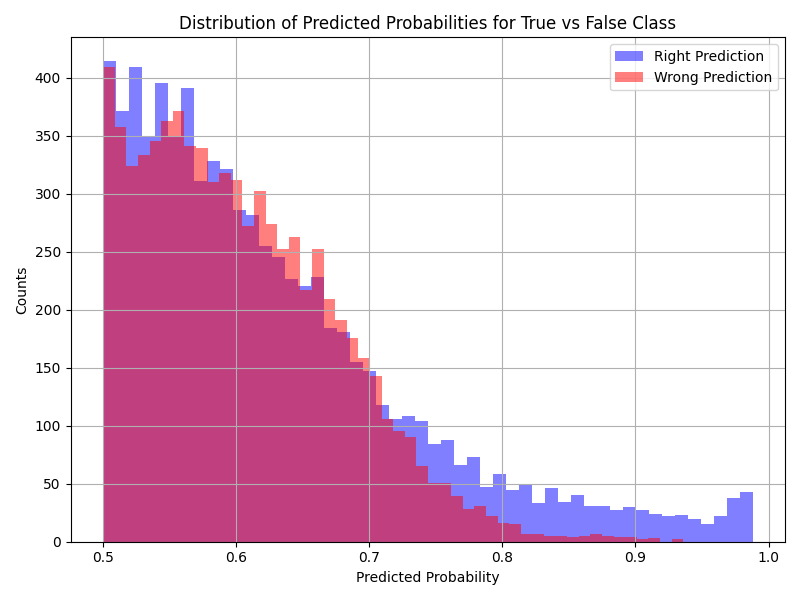 Distribution of Predicted Probabilities for True vs False Class
Right Prediction
Wrong Prediction
Counts
400
350
300
250
200
150
100
50
0
0.5 0.6 0.7 0.8 0.9 1.0
Predicted Probability